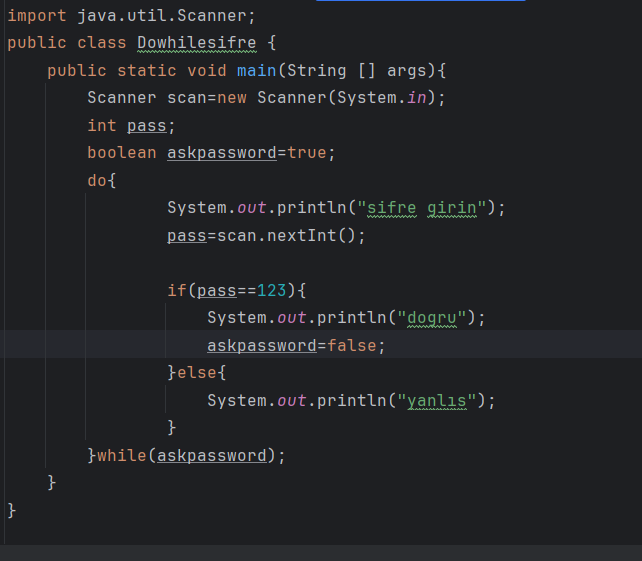 import java.util.Scanner;
public class Dowhilesifre {
    public static void main(String [] args){
        Scanner scan=new Scanner(System.in);
        int pass;
        boolean askpassword=true;
        do{
                System.out.println("sifre girin");
                pass=scan.nextInt();

                if(pass==123){
                    System.out.println("dogru");
                    askpassword=false;
                }else{
                    System.out.println("yanlıs");
                }
        }while(askpassword);
    }
}